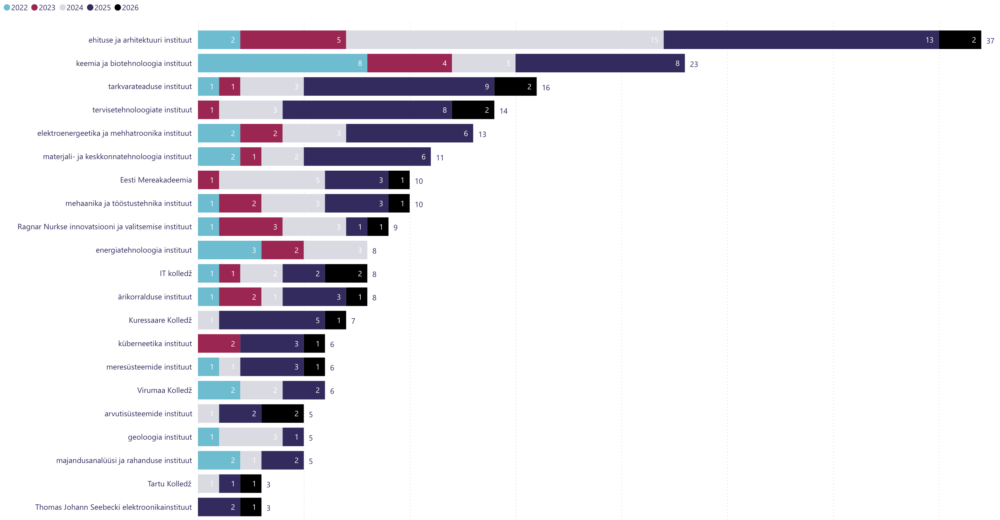 2022 2023 2024 2025 2026
ehituse ja arhitektuuri instituut 2 5 15 13 2 37
keemia ja biotehnoloogia instituut 8 4 3 8 23
tarkvarateaduse instituut 1 1 3 9 2 16
tervisetehnoloogiate instituut 1 3 8 2 14
elektroenergeetika ja mehhatroonika instituut 2 2 3 6 13
materjali- ja keskkonnatehnoloogia instituut 2 1 2 6 11
Eesti Mereakadeemia 1 5 3 1 10
mehaanika ja tööstustehnika instituut 1 2 3 3 1 10
Ragnar Nurkse innovatsiooni ja valitsemise instituut 1 3 3 1 1 9
energiatehnoloogia instituut 3 2 3 8
IT kolledž 1 1 2 2 2 8
ärikorralduse instituut 1 2 1 3 1 8
Kuressaare Kolledž 1 5 1 7
küberneetika instituut 2 3 1 6
meresüsteemide instituut 1 1 3 1 6
Virumaa Kolledž 2 2 2 6
arvutisüsteemide instituut 1 2 2 5
geoloogia instituut 1 3 1 5
majandusanalüüsi ja rahanduse instituut 2 1 2 5
Tartu Kolledž 1 1 1 3
Thomas Johann Seebecki elektroonikainstituut 2 1 3